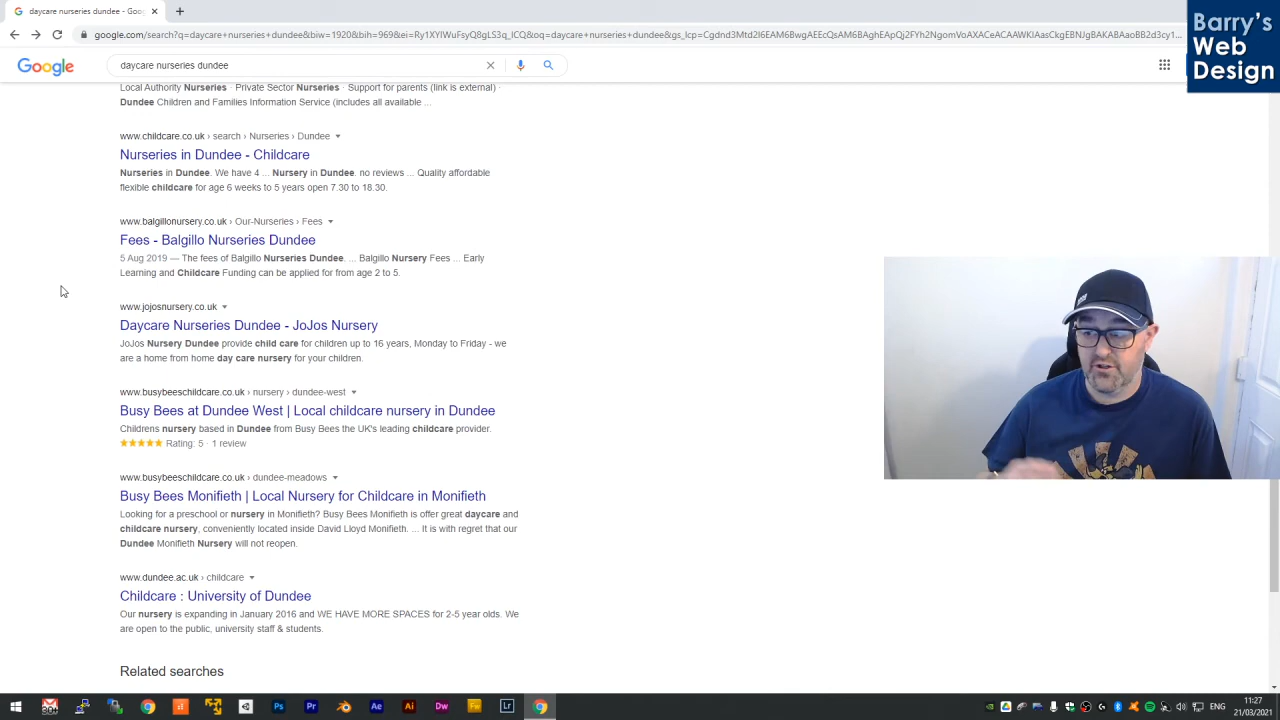 daycare nurseries dundee - Goo
google.com/search?q=daycare+nurseries+dundee&biw=1920&bih=969&ei=
Barry's
Web
Design
Google
daycare nurseries dundee
Local Authority Nurseries · Private Sector Nurseries · Support for parents (link is external) ·
Dundee Children and Families Information Service (includes all available ...
www.childcare.co.uk › search › Nurseries › Dundee
Nurseries in Dundee - Childcare
Nurseries in Dundee. We have 4 ... Nursery in Dundee. no reviews ... Quality affordable
flexible childcare for age 6 weeks to 5 years open 7.30 to 18.30.
www.balgillonursery.co.uk › Our-Nurseries › Fees
Fees - Balgillo Nurseries Dundee
5 Aug 2019 — The fees of Balgillo Nurseries Dundee. ... Balgillo Nursery Fees ... Early
Learning and Childcare Funding can be applied for from age 2 to 5.
www.jojosnursery.co.uk
Daycare Nurseries Dundee - JoJos Nursery
JoJos Nursery Dundee provide child care for children up to 16 years, Monday to Friday - we
are a home from home day care nursery for your children.
www.busybeeschildcare.co.uk › nursery › dundee-west
Busy Bees at Dundee West | Local childcare nursery in Dundee
Childrens nursery based in Dundee from Busy Bees the UK's leading childcare provider.
★★★★★ Rating: 5 · 1 review
www.busybeeschildcare.co.uk › dundee-meadows
Busy Bees Monifieth | Local Nursery for Childcare in Monifieth
Looking for a preschool or nursery in Monifieth? Busy Bees Monifieth is offer great daycare and
childcare nursery, conveniently located inside David Lloyd Monifieth. ... It is with regret that our
Dundee Monifieth Nursery will not reopen.
www.dundee.ac.uk › childcare
Childcare : University of Dundee
Our nursery is expanding in January 2016 and WE HAVE MORE SPACES for 2-5 year olds. We
are open to the public, university staff & students.
Related searches
30+
Ps
Pr
Ae
Ai
Dw
Fw
Lr
ENG
11:27
21/03/2021